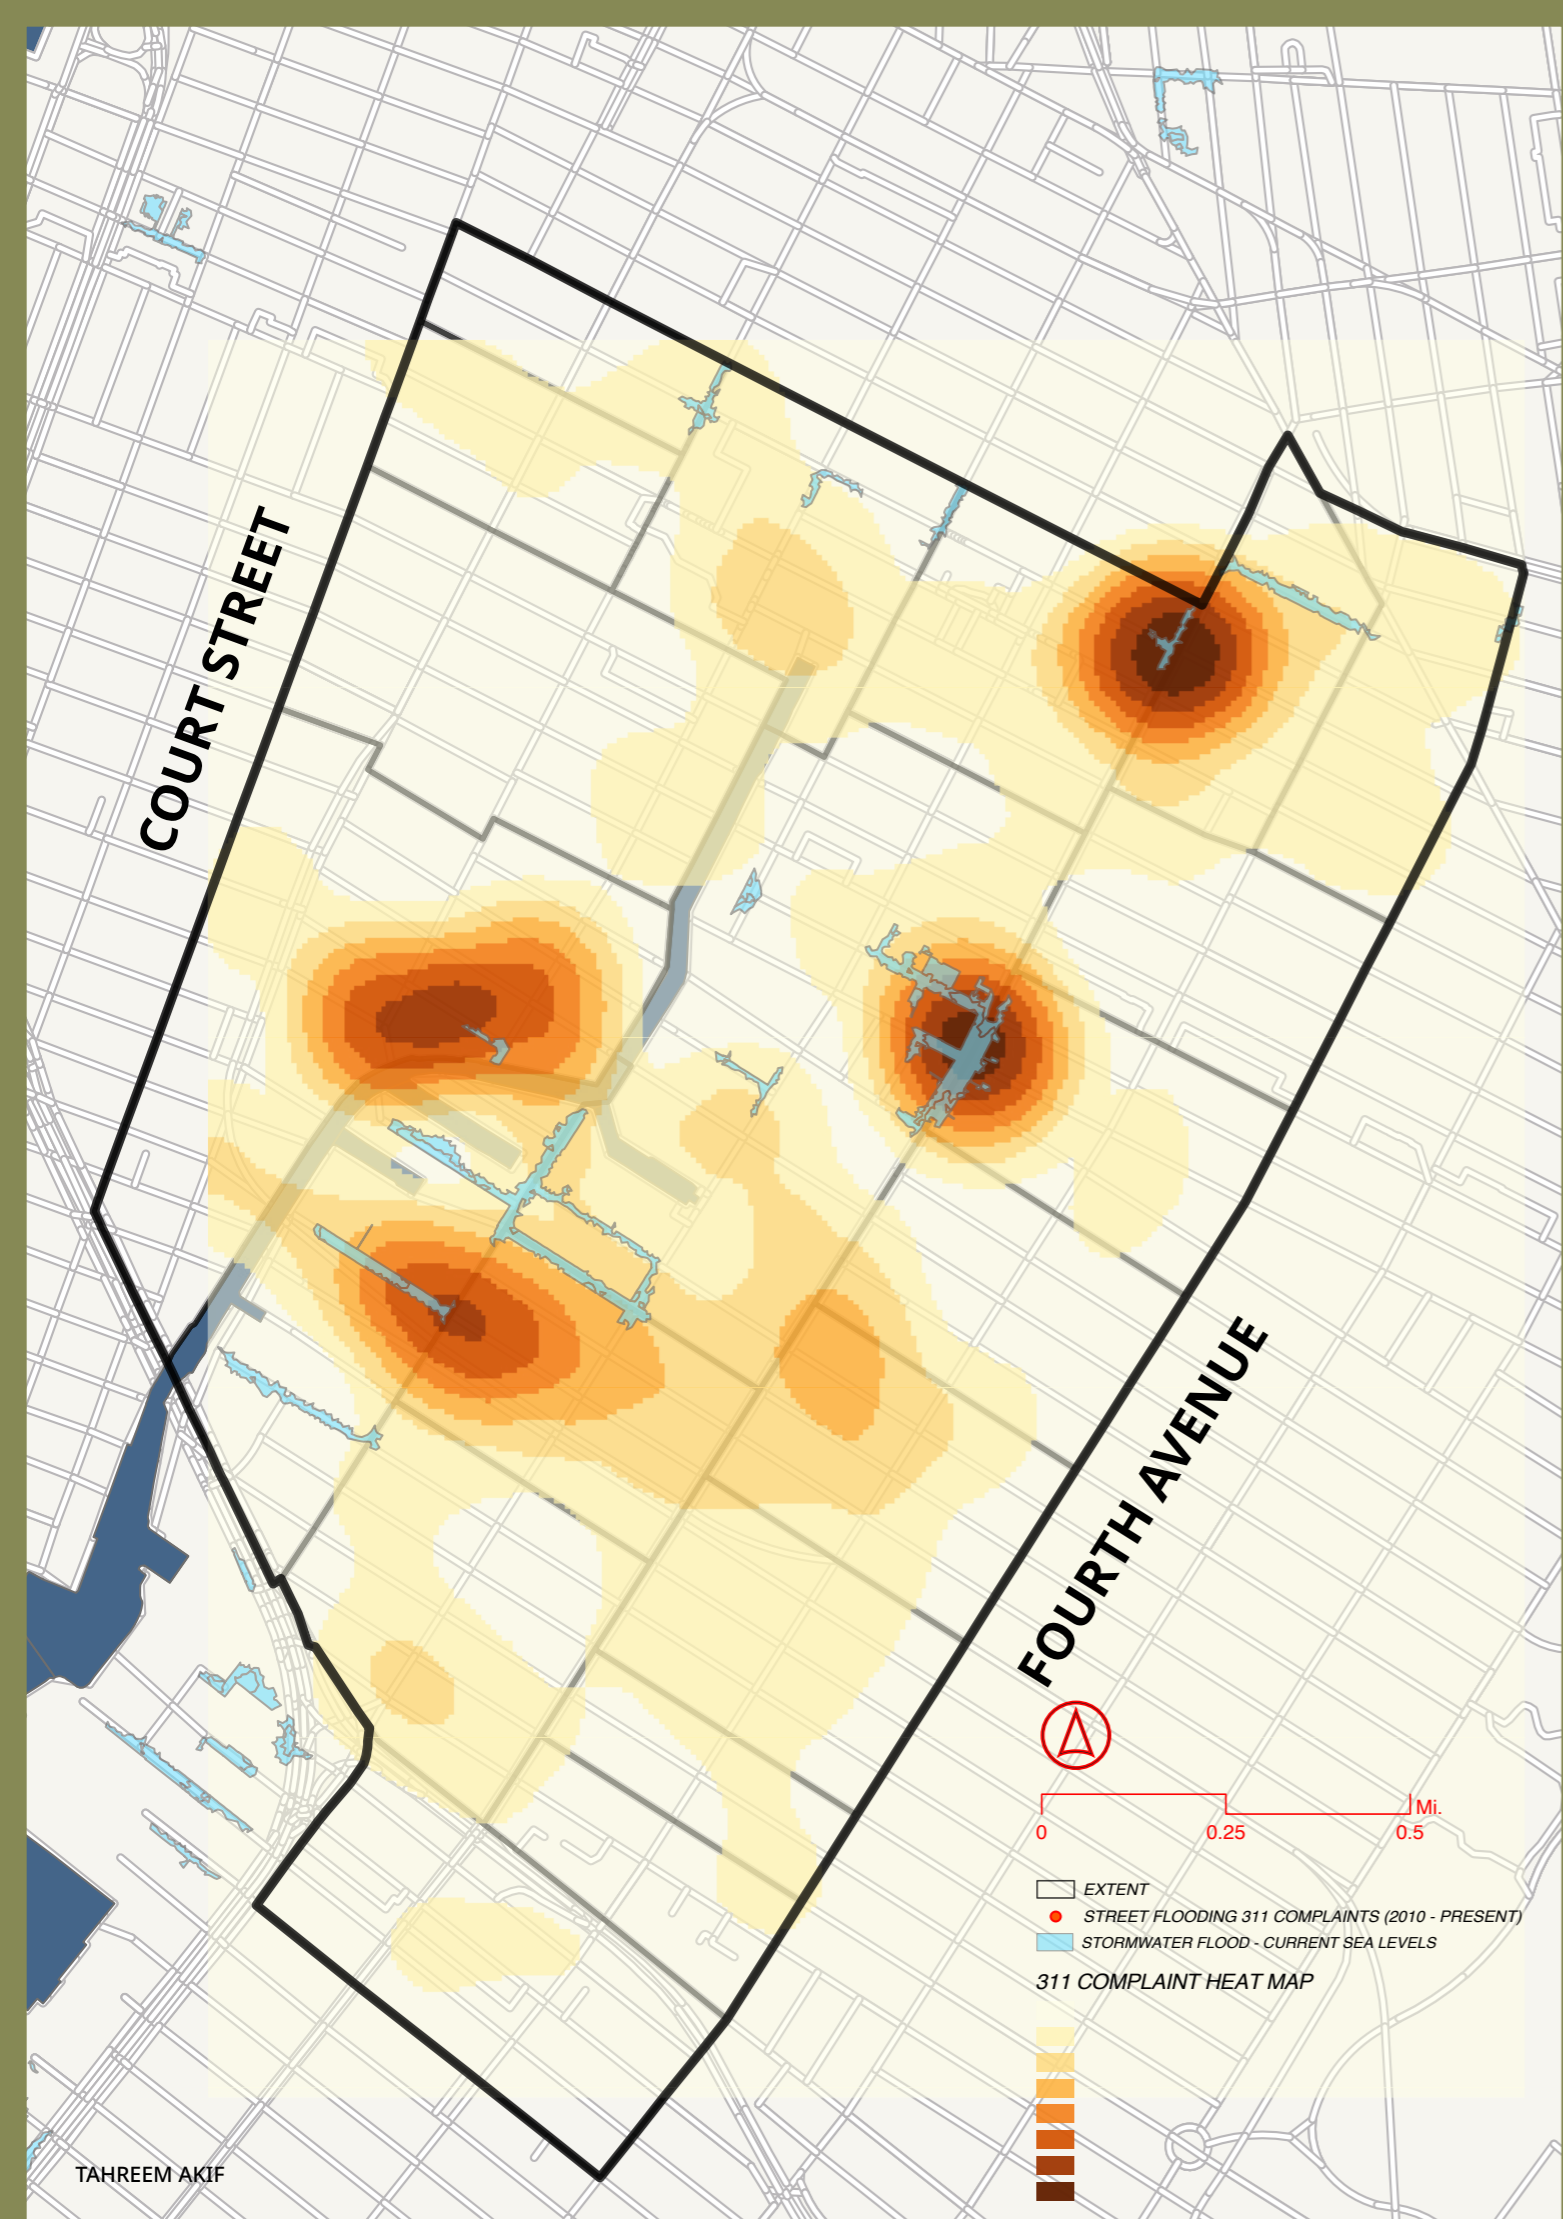 COURT STREET
FOURTH AVENUE
Mi.
0 0.25 0.5
EXTENT
STREET FLOODING 311 COMPLAINTS (2010 - PRESENT)
STORMWATER FLOOD - CURRENT SEA LEVELS
311 COMPLAINT HEAT MAP
TAHREEM AKIF